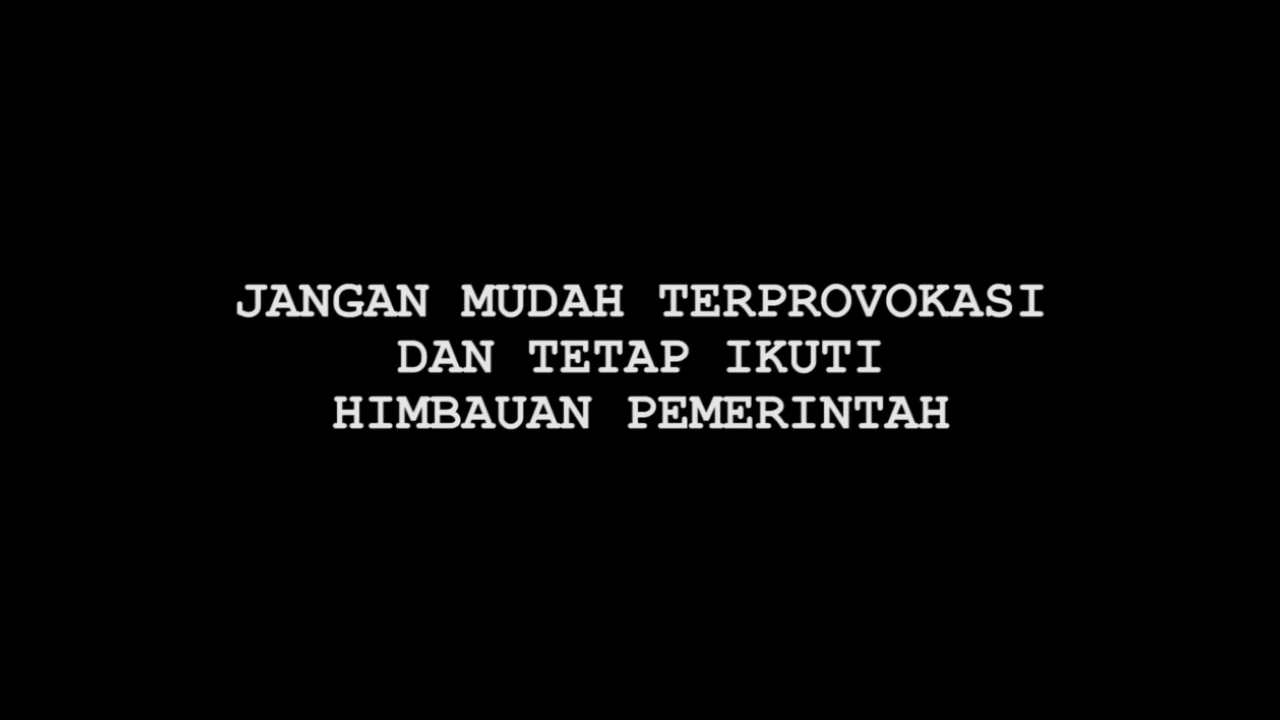 JANGAN MUDAH TERPROVOKASI
DAN TETAP IKUTI
HIMBAUAN PEMERINTAH